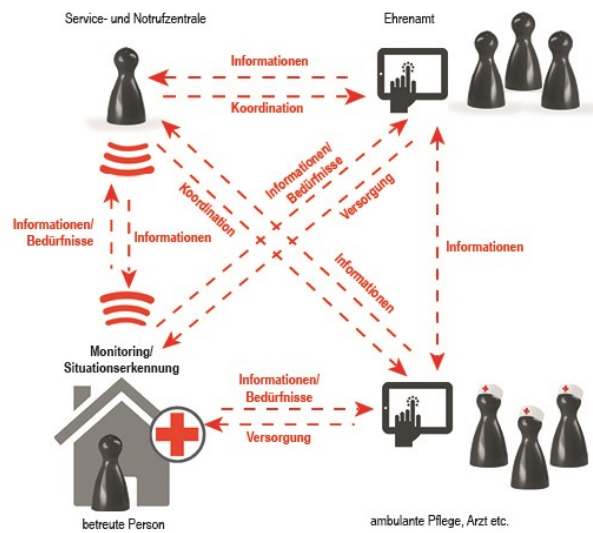 Service- und Notrufzentrale
Ehrenamt
Informationen
Koordination
Informationen/
Bedürfnisse
Versorgung
Koordination
Informationen/
Bedürfnisse
Informationen
Informationen
Informationen
Monitoring/
Situationserkennung
Informationen/
Bedürfnisse
Versorgung
betreute Person
ambulante Pflege, Arzt etc.